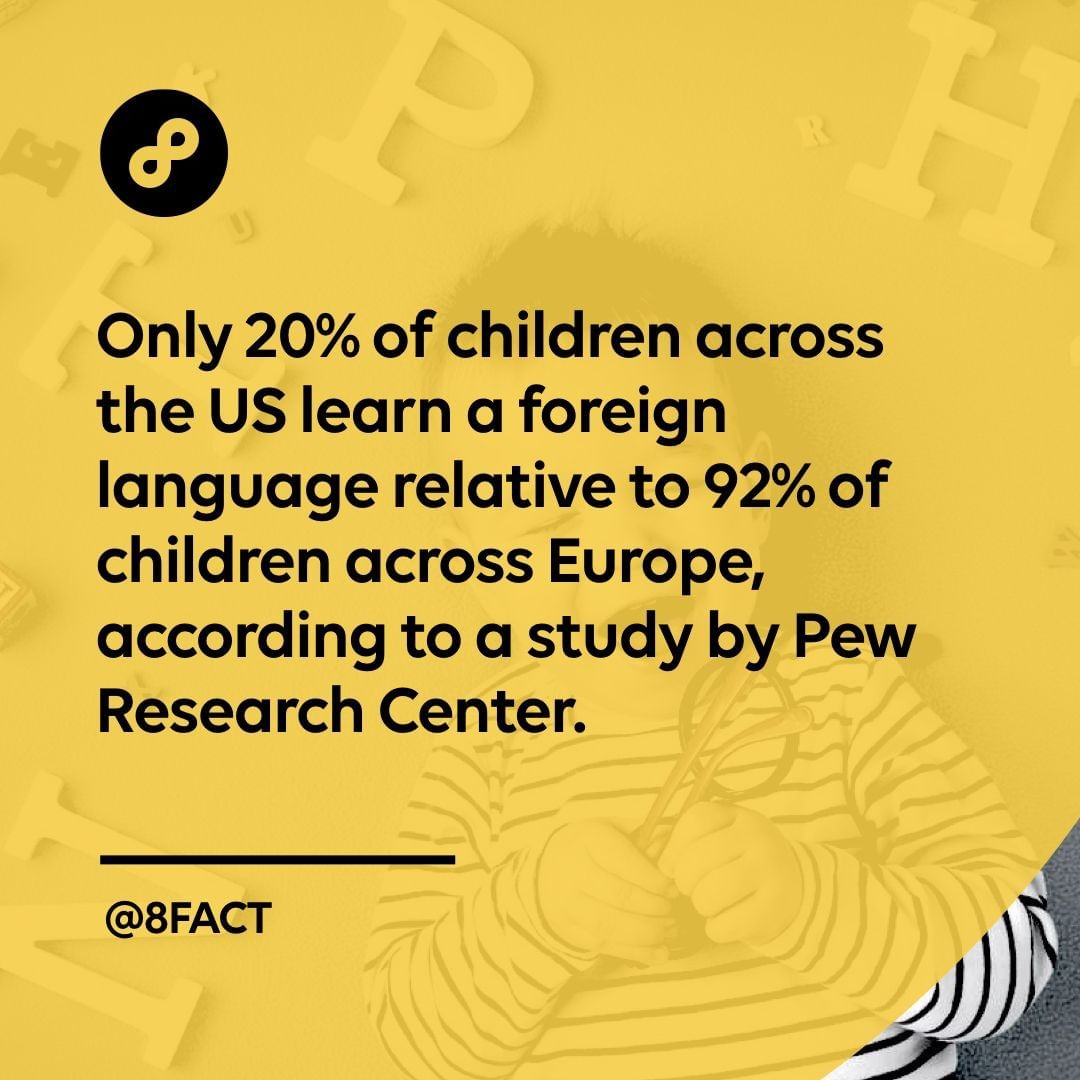 Only 20% of children across
the US learn a foreign
language relative to 92% of
children across Europe,
according to a study by Pew
Research Center.
@8FACT
P
H
K
E
R
U